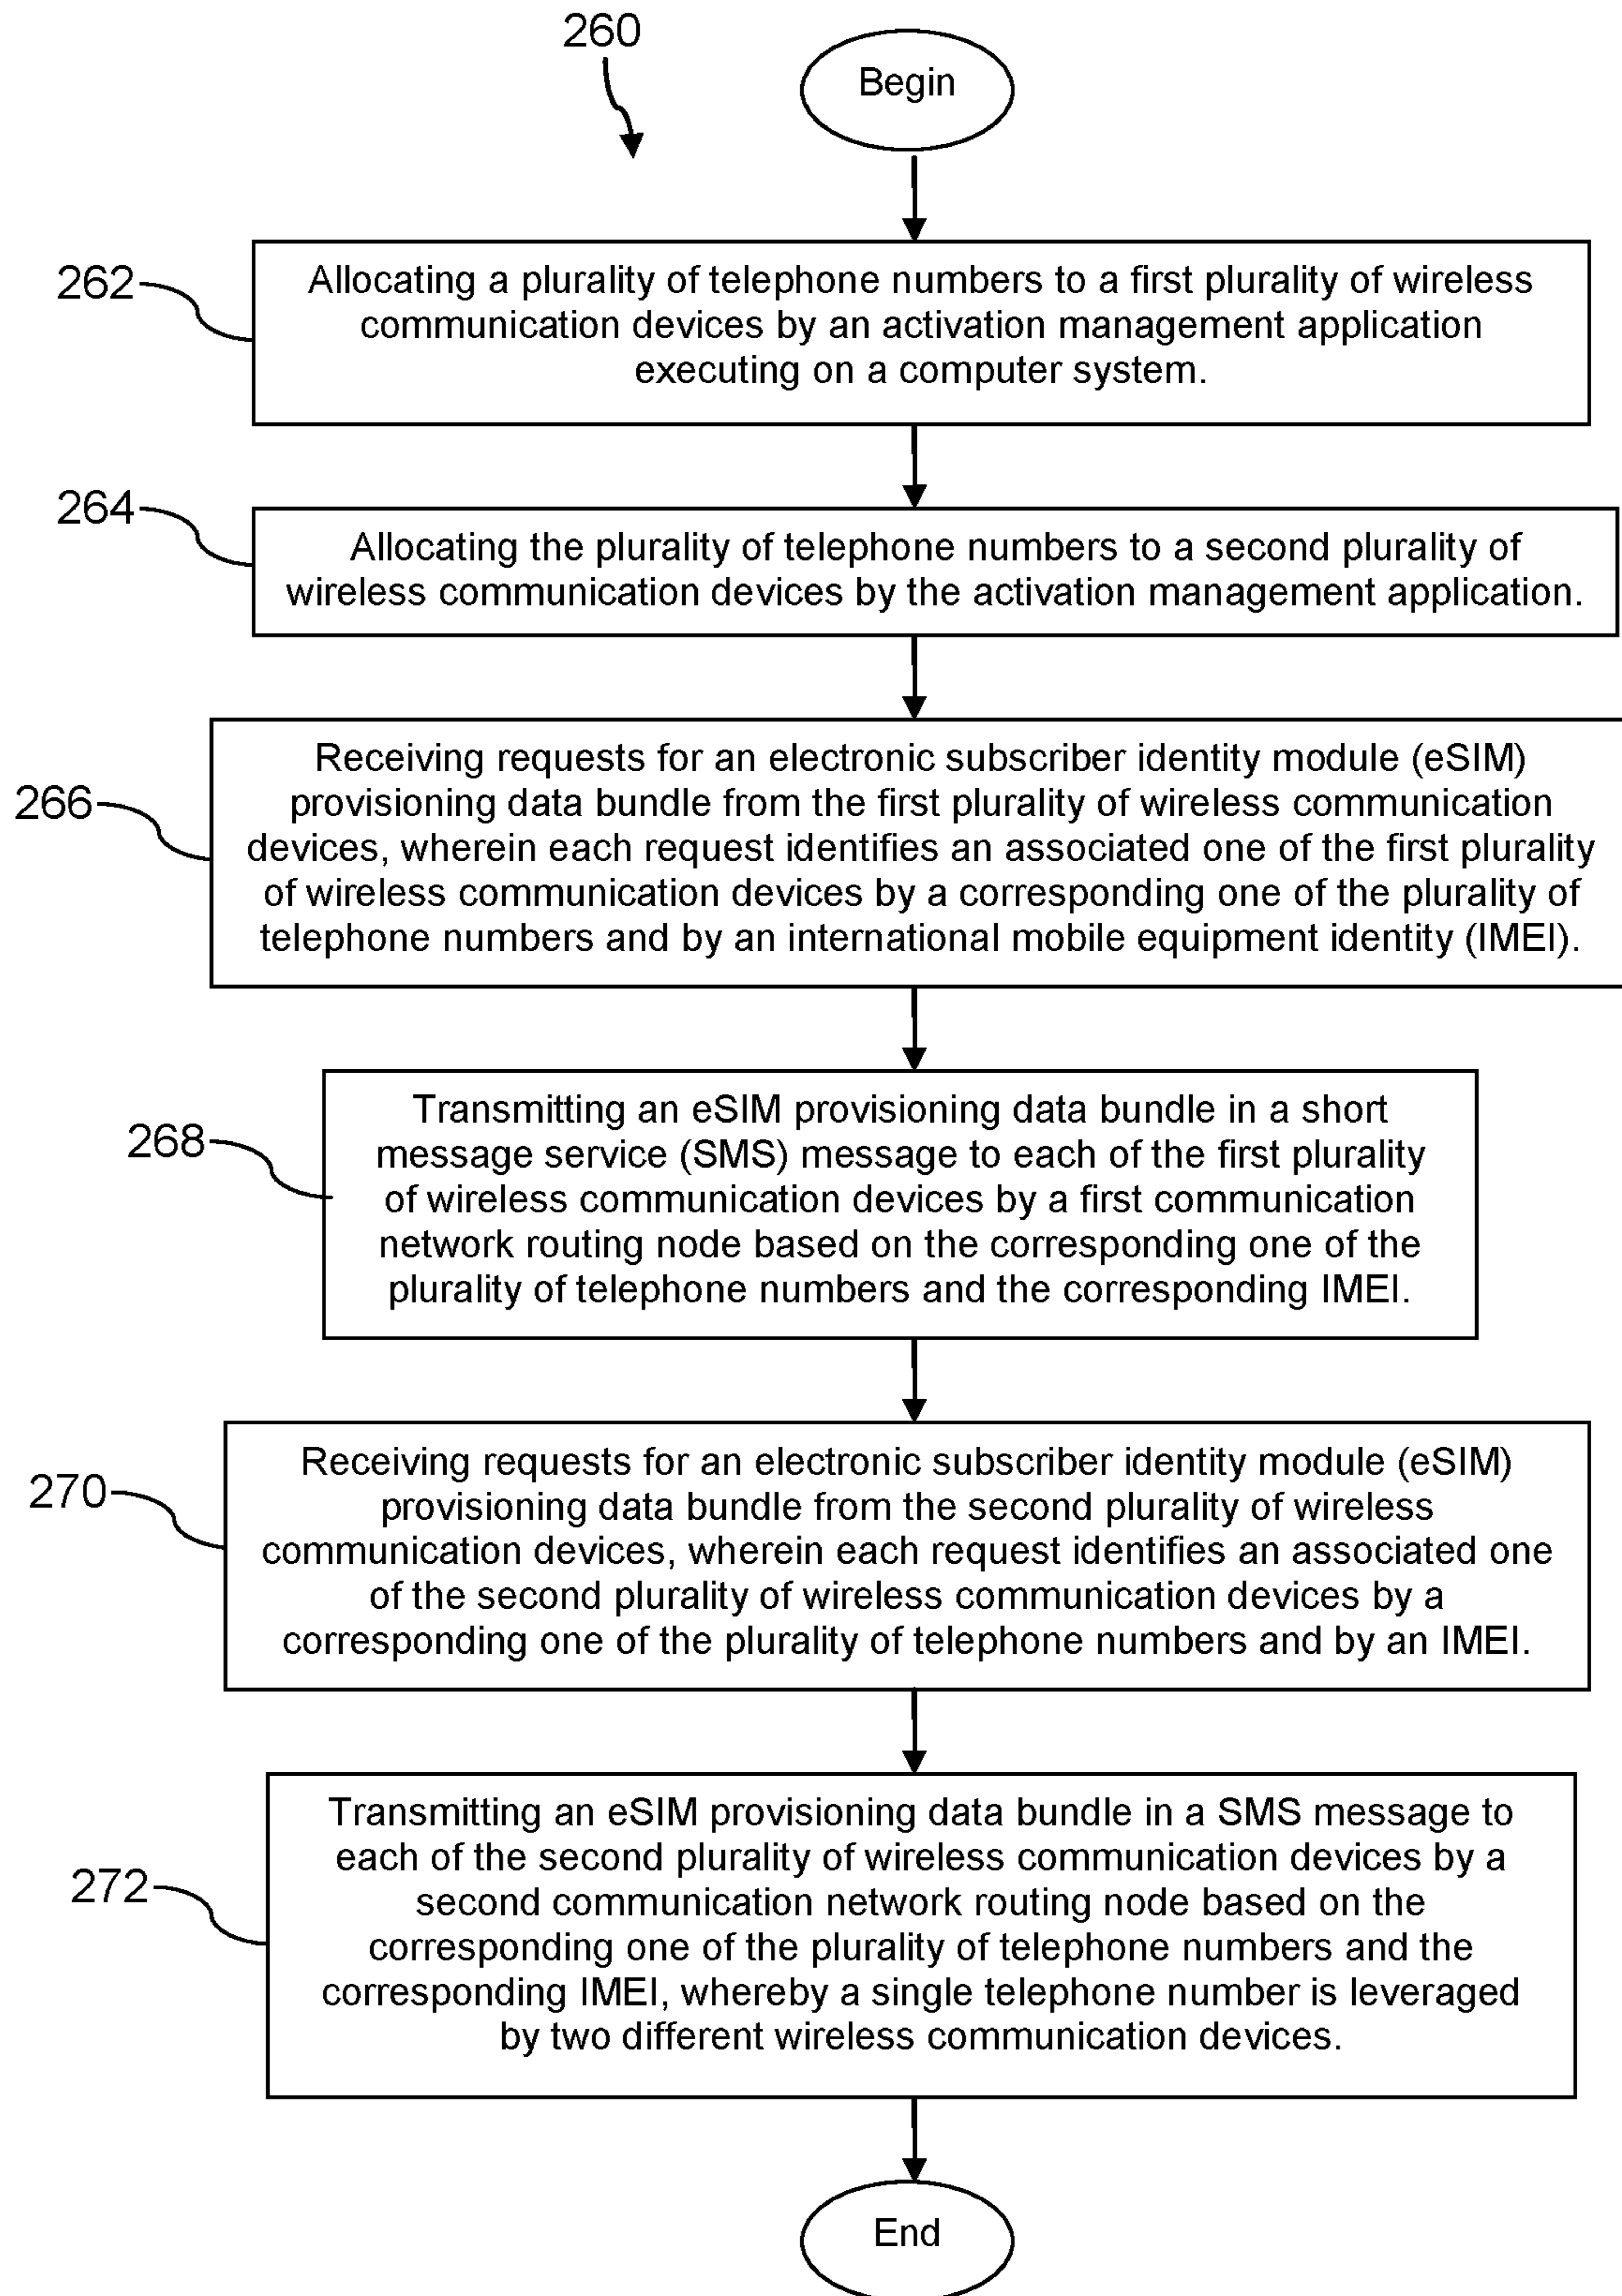 260
Begin
262
Allocating a plurality of telephone numbers to a first plurality of wireless
communication devices by an activation management application
executing on a computer system.
264
Allocating the plurality of telephone numbers to a second plurality of
wireless communication devices by the activation management application.
266
Receiving requests for an electronic subscriber identity module (eSIM)
provisioning data bundle from the first plurality of wireless communication
devices, wherein each request identifies an associated one of the first plurality
of wireless communication devices by a corresponding one of the plurality of
telephone numbers and by an international mobile equipment identity (IMEI).
268
Transmitting an eSIM provisioning data bundle in a short
message service (SMS) message to each of the first plurality
of wireless communication devices by a first communication
network routing node based on the corresponding one of the
plurality of telephone numbers and the corresponding IMEI.
270
Receiving requests for an electronic subscriber identity module (eSIM)
provisioning data bundle from the second plurality of wireless
communication devices, wherein each request identifies an associated one
of the second plurality of wireless communication devices by a
corresponding one of the plurality of telephone numbers and by an IMEI.
272
Transmitting an eSIM provisioning data bundle in a SMS message to
each of the second plurality of wireless communication devices by a
second communication network routing node based on the
corresponding one of the plurality of telephone numbers and the
corresponding IMEI, whereby a single telephone number is leveraged
by two different wireless communication devices.
End